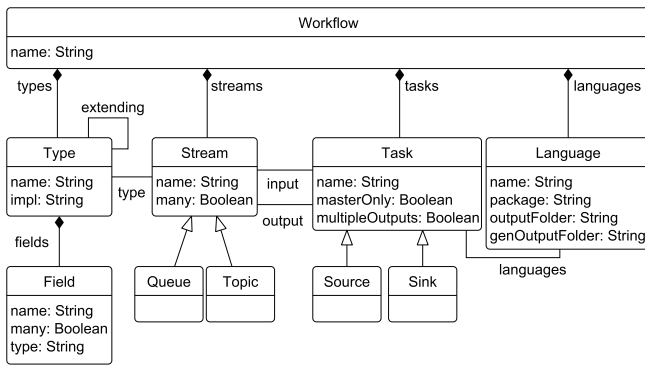 Workflow
name: String
types
streams
tasks
languages
extending
Type
name: String
impl: String
type
Stream
name: String
many: Boolean
input
output
Task
name: String
masterOnly: Boolean
multipleOutputs: Boolean
Language
name: String
package: String
outputFolder: String
genOutputFolder: String
languages
fields
Field
name: String
many: Boolean
type: String
Queue
Topic
Source
Sink